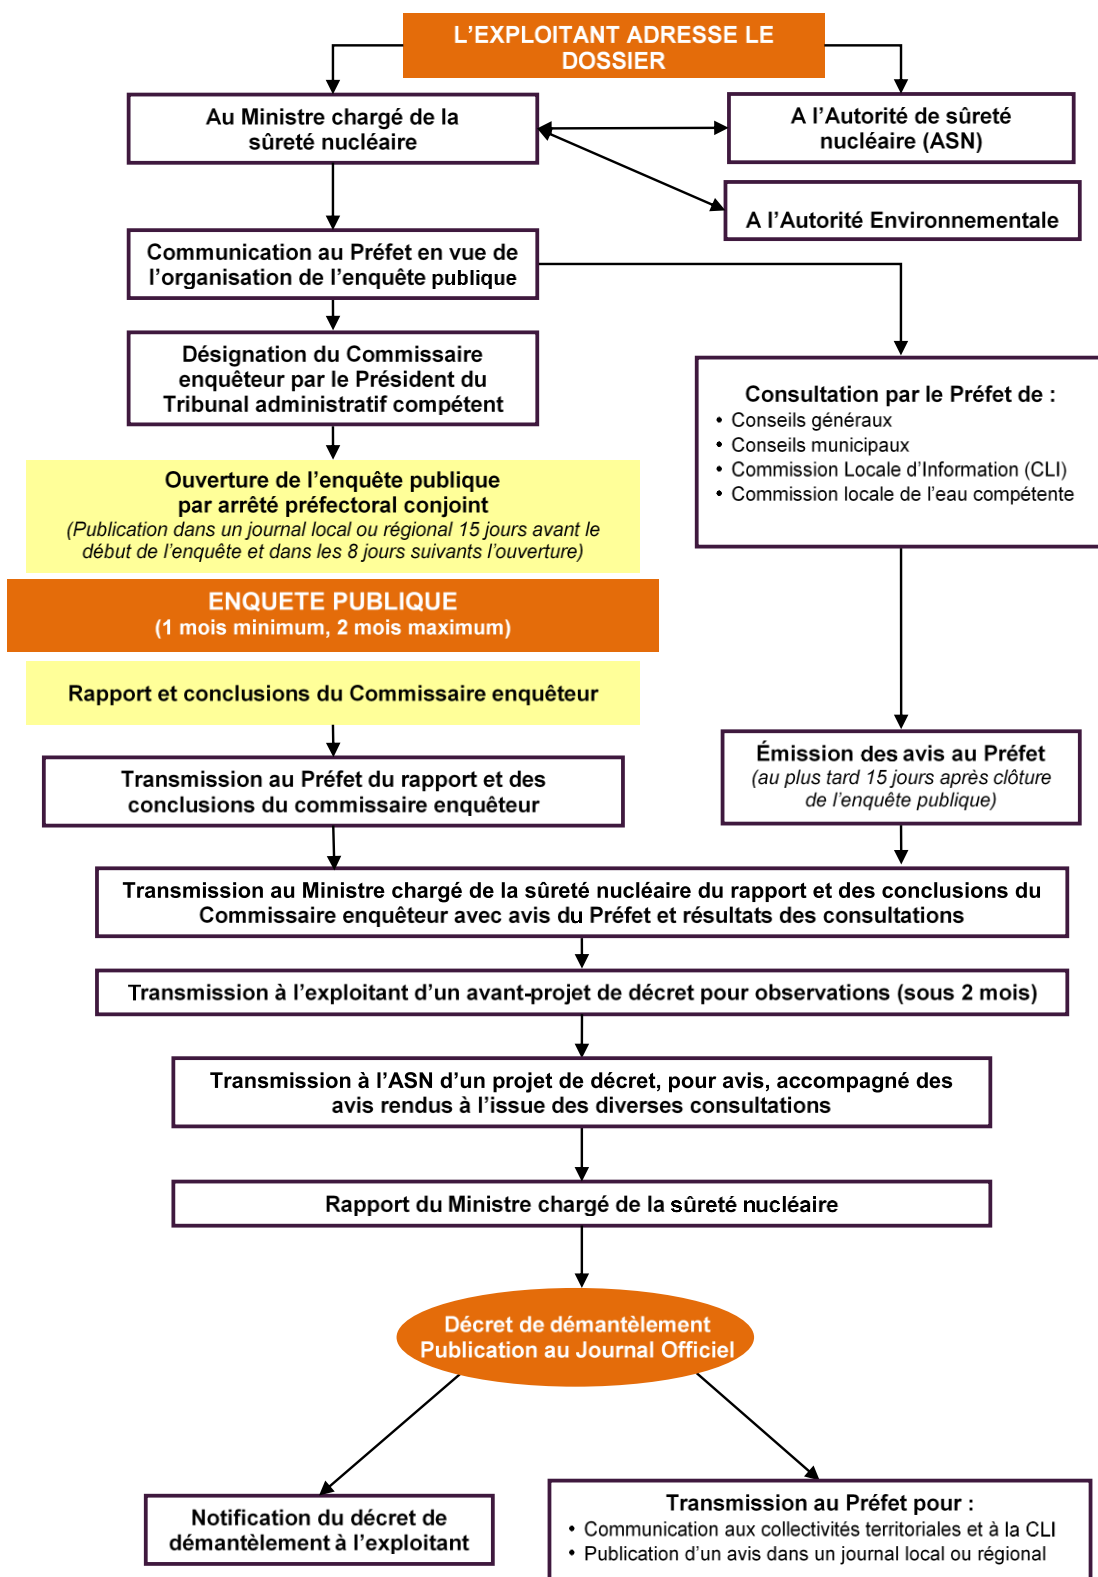 L’EXPLOITANT ADRESSE LE
DOSSIER
Au Ministre chargé de la
sûreté nucléaire
A l’Autorité de sûreté
nucléaire (ASN)
A l’Autorité Environnementale
Communication au Préfet en vue de
l’organisation de l’enquête publique
Désignation du Commissaire
enquêteur par le Président du
Tribunal administratif compétent
Consultation par le Préfet de :
• Conseils généraux
• Conseils municipaux
• Commission Locale d’Information (CLI)
• Commission locale de l’eau compétente
Ouverture de l’enquête publique
par arrêté préfectoral conjoint
(Publication dans un journal local ou régional 15 jours avant le
début de l’enquête et dans les 8 jours suivants l’ouverture)
ENQUETE PUBLIQUE
(1 mois minimum, 2 mois maximum)
Rapport et conclusions du Commissaire enquêteur
Transmission au Préfet du rapport et des
conclusions du commissaire enquêteur
Émission des avis au Préfet
(au plus tard 15 jours après clôture
de l’enquête publique)
Transmission au Ministre chargé de la sûreté nucléaire du rapport et des conclusions du
Commissaire enquêteur avec avis du Préfet et résultats des consultations
Transmission à l’exploitant d’un avant-projet de décret pour observations (sous 2 mois)
Transmission à l’ASN d’un projet de décret, pour avis, accompagné des
avis rendus à l’issue des diverses consultations
Rapport du Ministre chargé de la sûreté nucléaire
Décret de démantèlement
Publication au Journal Officiel
Notification du décret de
démantèlement à l’exploitant
Transmission au Préfet pour :
• Communication aux collectivités territoriales et à la CLI
• Publication d’un avis dans un journal local ou régional